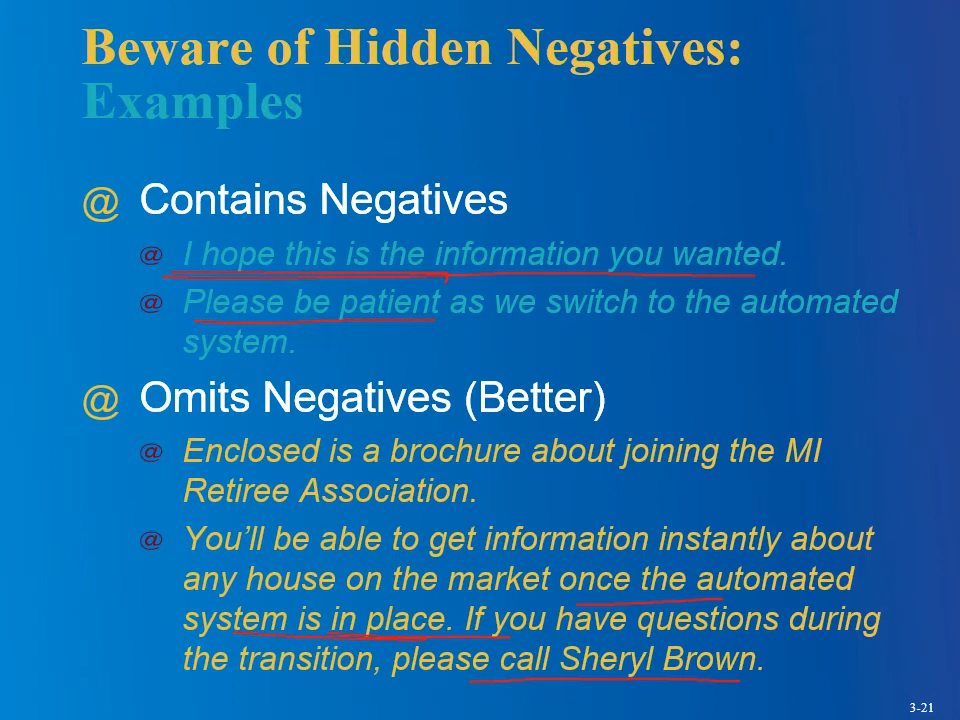 Beware of Hidden Negatives:
Examples
@ Contains Negatives
@ I hope this is the information you wanted.
@ Please be patient as we switch to the automated
system.
@ Omits Negatives (Better)
@ Enclosed is a brochure about joining the MI
Retiree Association.
@ You’ll be able to get information instantly about
any house on the market once the automated
system is in place. If you have questions during
the transition, please call Sheryl Brown.
3-21